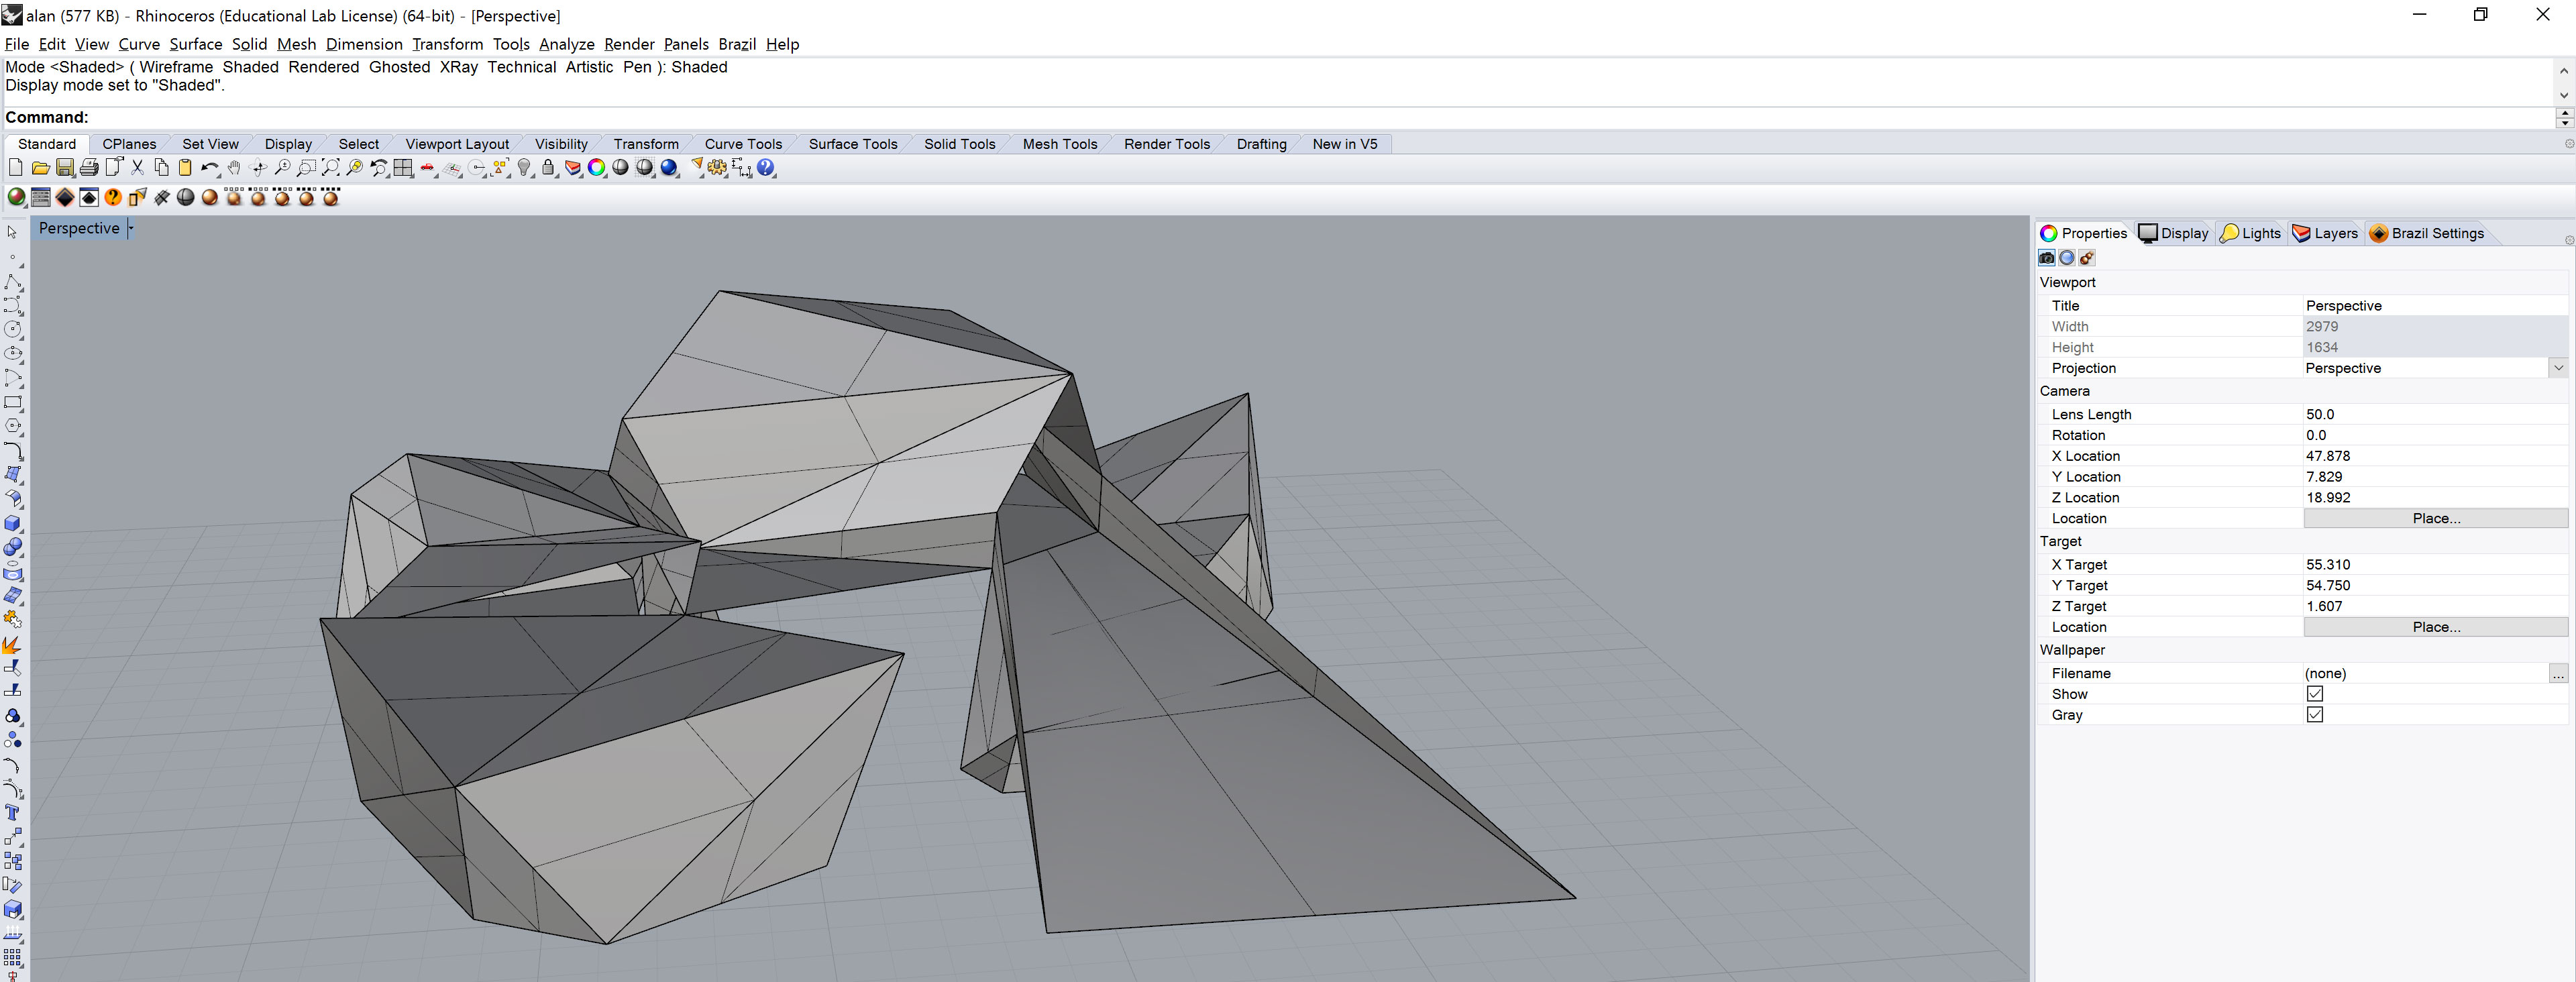 alan (577 KB) - Rhinoceros (Educational Lab License) (64-bit) - [Perspective]
File Edit View Curve Surface Solid Mesh Dimension Transform Tools Analyze Render Panels Brazil Help
Mode <Shaded> ( Wireframe Shaded Rendered Ghosted XRay Technical Artistic Pen ): Shaded
Display mode set to "Shaded".
Command:
Standard CPlanes Set View Display Select Viewport Layout Visibility Transform Curve Tools Surface Tools Solid Tools Mesh Tools Render Tools Drafting New in V5
Perspective
Properties Display Lights Layers Brazil Settings
Viewport
Title Perspective
Width 2979
Height 1634
Projection Perspective
Camera
Lens Length 50.0
Rotation 0.0
X Location 47.878
Y Location 7.829
Z Location 18.992
Location Place...
Target
X Target 55.310
Y Target 54.750
Z Target 1.607
Location Place...
Wallpaper
Filename (none) ...
Show
Gray